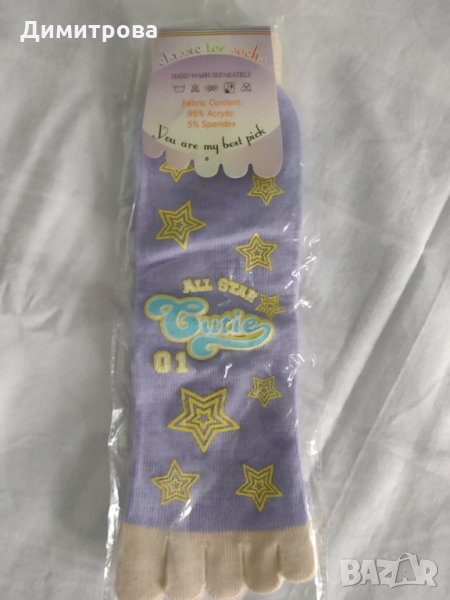 Димитрова
classic toe socks
HAND WASH SEPARATELY
Fabric Content:
95% Acrylic
5% Spandex
You are my best pick
ALL STAR
Cutie
01
BAZAR